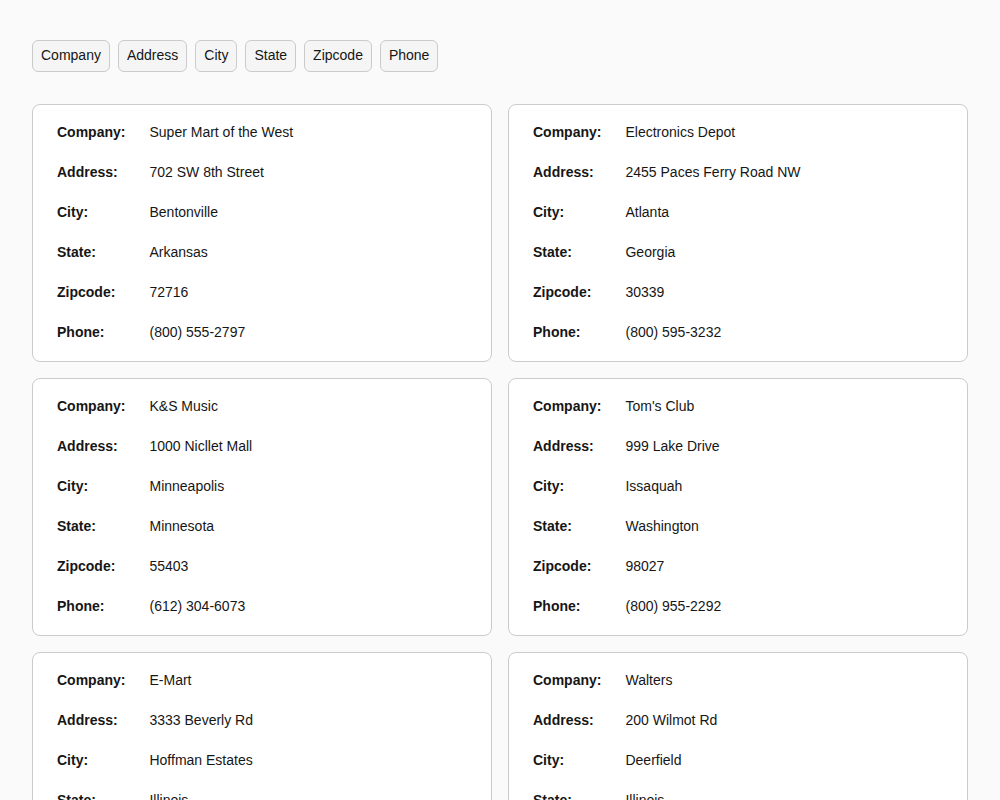 Company Address City State Zipcode Phone
Company: Super Mart of the West
Address: 702 SW 8th Street
City: Bentonville
State: Arkansas
Zipcode: 72716
Phone: (800) 555-2797
Company: Electronics Depot
Address: 2455 Paces Ferry Road NW
City: Atlanta
State: Georgia
Zipcode: 30339
Phone: (800) 595-3232
Company: K&S Music
Address: 1000 Nicllet Mall
City: Minneapolis
State: Minnesota
Zipcode: 55403
Phone: (612) 304-6073
Company: Tom's Club
Address: 999 Lake Drive
City: Issaquah
State: Washington
Zipcode: 98027
Phone: (800) 955-2292
Company: E-Mart
Address: 3333 Beverly Rd
City: Hoffman Estates
State: Illinois
Company: Walters
Address: 200 Wilmot Rd
City: Deerfield
State: Illinois